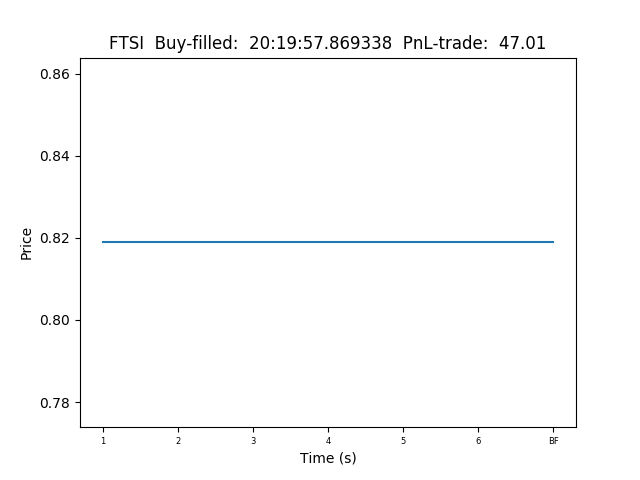 FTSI  Buy-filled:  20:19:57.869338  PnL-trade:  47.01
0.86
0.84
0.82
0.80
0.78
Price
1 2 3 4 5 6 BF
Time (s)